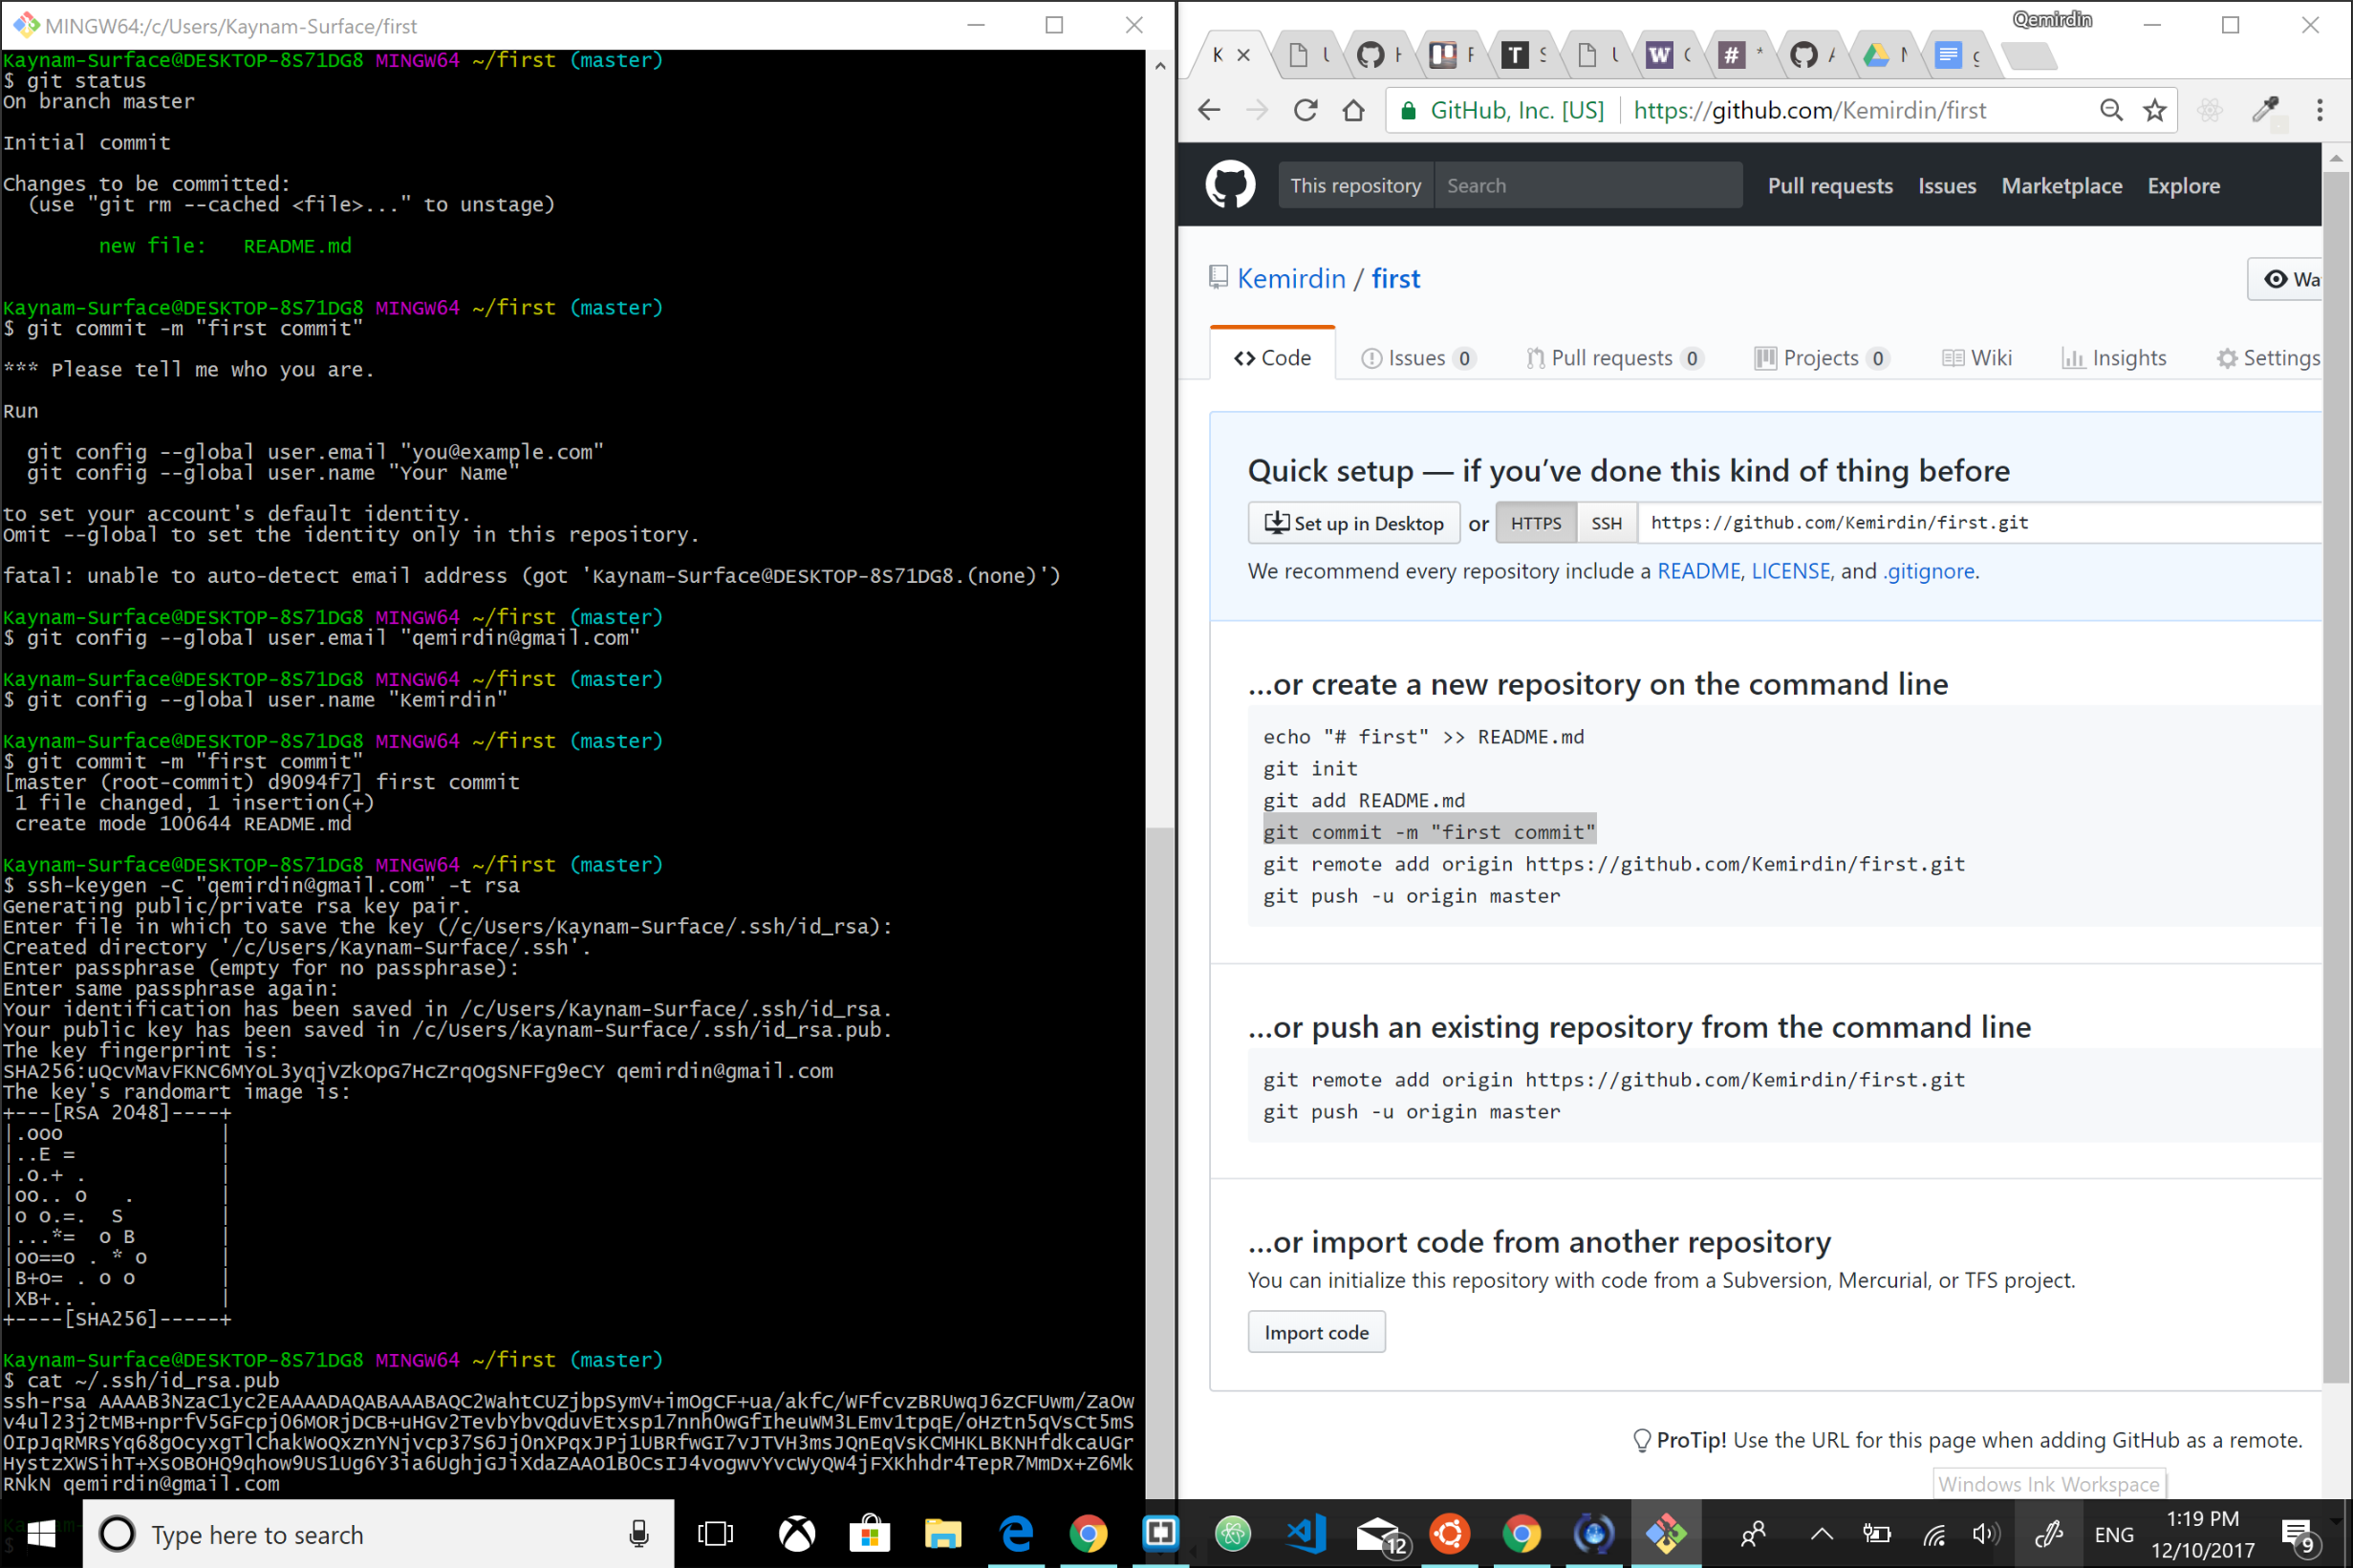 MINGW64:/c/Users/Kaynam-Surface/first
Kaynam-Surface@DESKTOP-8S71DG8 MINGW64 ~/first (master)
$ git status
On branch master
Initial commit
Changes to be committed:
  (use "git rm --cached <file>..." to unstage)
        new file:   README.md
Kaynam-Surface@DESKTOP-8S71DG8 MINGW64 ~/first (master)
$ git commit -m "first commit"
*** Please tell me who you are.
Run
  git config --global user.email "you@example.com"
  git config --global user.name "Your Name"
to set your account's default identity.
Omit --global to set the identity only in this repository.
fatal: unable to auto-detect email address (got 'Kaynam-Surface@DESKTOP-8S71DG8.(none)')
Kaynam-Surface@DESKTOP-8S71DG8 MINGW64 ~/first (master)
$ git config --global user.email "qemirdin@gmail.com"
Kaynam-Surface@DESKTOP-8S71DG8 MINGW64 ~/first (master)
$ git config --global user.name "Kemirdin"
Kaynam-Surface@DESKTOP-8S71DG8 MINGW64 ~/first (master)
$ git commit -m "first commit"
[master (root-commit) d9094f7] first commit
 1 file changed, 1 insertion(+)
 create mode 100644 README.md
Kaynam-Surface@DESKTOP-8S71DG8 MINGW64 ~/first (master)
$ ssh-keygen -C "qemirdin@gmail.com" -t rsa
Generating public/private rsa key pair.
Enter file in which to save the key (/c/Users/Kaynam-Surface/.ssh/id_rsa):
Created directory '/c/Users/Kaynam-Surface/.ssh'.
Enter passphrase (empty for no passphrase):
Enter same passphrase again:
Your identification has been saved in /c/Users/Kaynam-Surface/.ssh/id_rsa.
Your public key has been saved in /c/Users/Kaynam-Surface/.ssh/id_rsa.pub.
The key fingerprint is:
SHA256:uQcvMavFKNC6MYoL3yqjVZkOpG7HcZrqOgSNFFg9eCY qemirdin@gmail.com
The key's randomart image is:
+---[RSA 2048]----+
|.ooo             |
|..E =            |
|.o.+ .           |
|oo.. o   .       |
|o o.=.  S        |
|...*=  o B       |
|oo==o . * o      |
|B+o= . o o       |
|XB+.. .          |
+----[SHA256]-----+
Kaynam-Surface@DESKTOP-8S71DG8 MINGW64 ~/first (master)
$ cat ~/.ssh/id_rsa.pub
ssh-rsa AAAAB3NzaC1yc2EAAAADAQABAAABAQC2WahtCUZjbpSymV+imOgCF+ua/akfC/WFfcvzBRUwqJ6zCFUwm/ZaOw
v4ul23j2tMB+nprfV5GFcpj06MORjDCB+uHGv2TevbYbvQduvEtxsp17nnhOwGfIheuWM3LEmv1tpqE/oHztn5qVsCt5mS
0IpJqRMRsYq68gOcyxgTlChakWoQxznYNjvcp37S6Jj0nXPqxJPj1UBRfwGI7vJTVH3msJQnEqVsKCMHKLBKNHfdkcaUGr
HystzXWSihT+XsOBOHQ9qhow9US1Ug6Y3ia6UghjGJiXdaZAAO1B0CsIJ4vogwvYvcWyQW4jFXKhhdr4TepR7MmDx+Z6Mk
RNkN qemirdin@gmail.com
Qemirdin
GitHub, Inc. [US] https://github.com/Kemirdin/first
This repository Search Pull requests Issues Marketplace Explore
Kemirdin / first Wa
Code Issues 0 Pull requests 0 Projects 0 Wiki Insights Settings
Quick setup — if you’ve done this kind of thing before
Set up in Desktop or HTTPS SSH https://github.com/Kemirdin/first.git
We recommend every repository include a README, LICENSE, and .gitignore.
…or create a new repository on the command line
echo "# first" >> README.md
git init
git add README.md
git commit -m "first commit"
git remote add origin https://github.com/Kemirdin/first.git
git push -u origin master
…or push an existing repository from the command line
git remote add origin https://github.com/Kemirdin/first.git
git push -u origin master
…or import code from another repository
You can initialize this repository with code from a Subversion, Mercurial, or TFS project.
Import code
ProTip! Use the URL for this page when adding GitHub as a remote.
Windows Ink Workspace
Type here to search
12
ENG
1:19 PM
12/10/2017
9